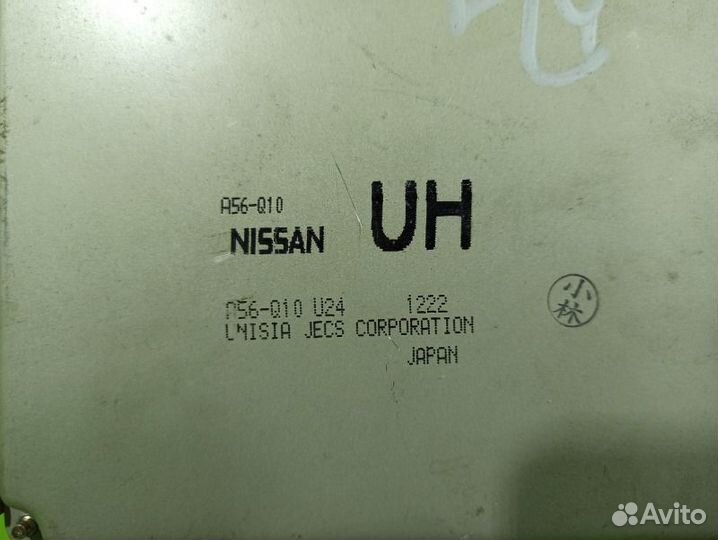 A56-Q10
NISSAN UH
A56-Q10 U24 1222
UNISIA JECS CORPORATION
JAPAN
小林
Avito